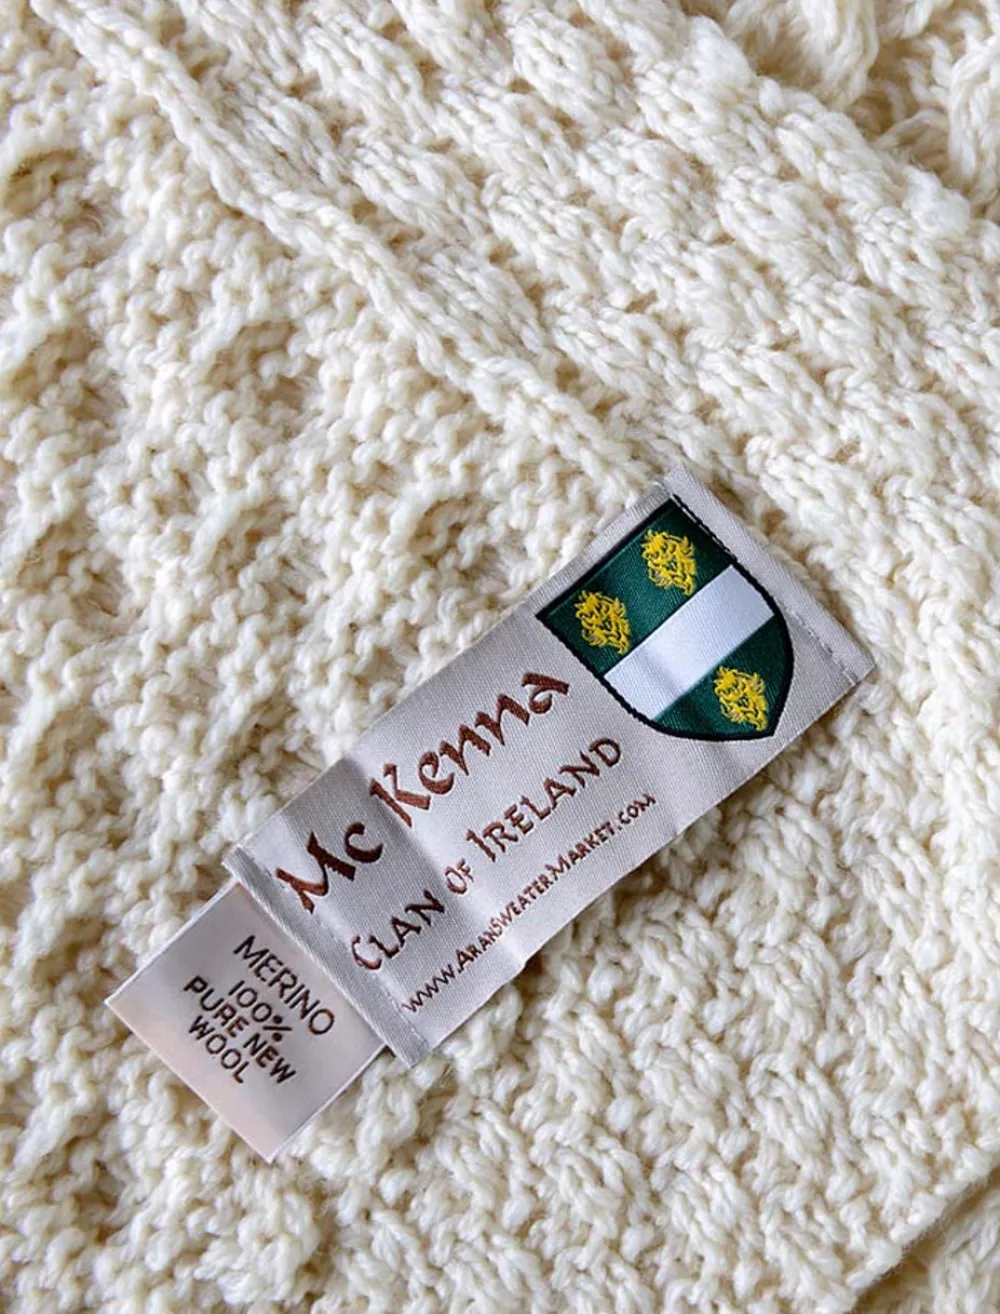 Mc Kenna
Clan Of Ireland
www.AranSweaterMarket.com
MERINO
100%
PURE NEW
WOOL